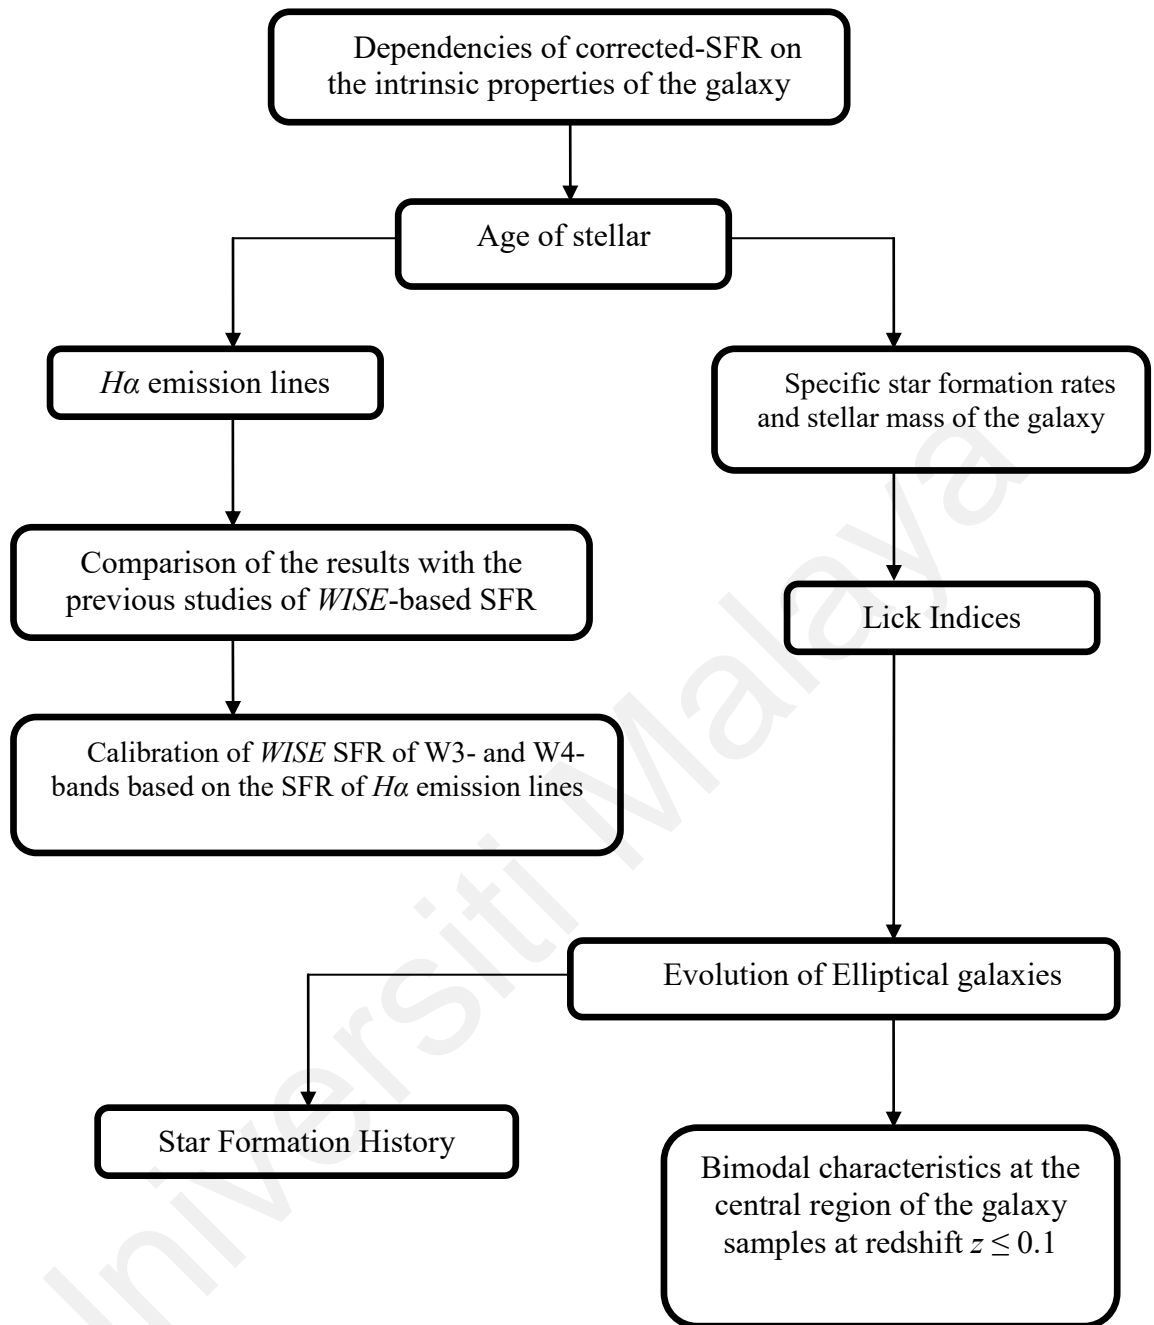 Dependencies of corrected-SFR on
the intrinsic properties of the galaxy
Age of stellar
Hα emission lines
Specific star formation rates
and stellar mass of the galaxy
Comparison of the results with the
previous studies of WISE-based SFR
Lick Indices
Calibration of WISE SFR of W3- and W4-
bands based on the SFR of Hα emission lines
Evolution of Elliptical galaxies
Star Formation History
Bimodal characteristics at the
central region of the galaxy
samples at redshift z ≤ 0.1
niversiti Malaya